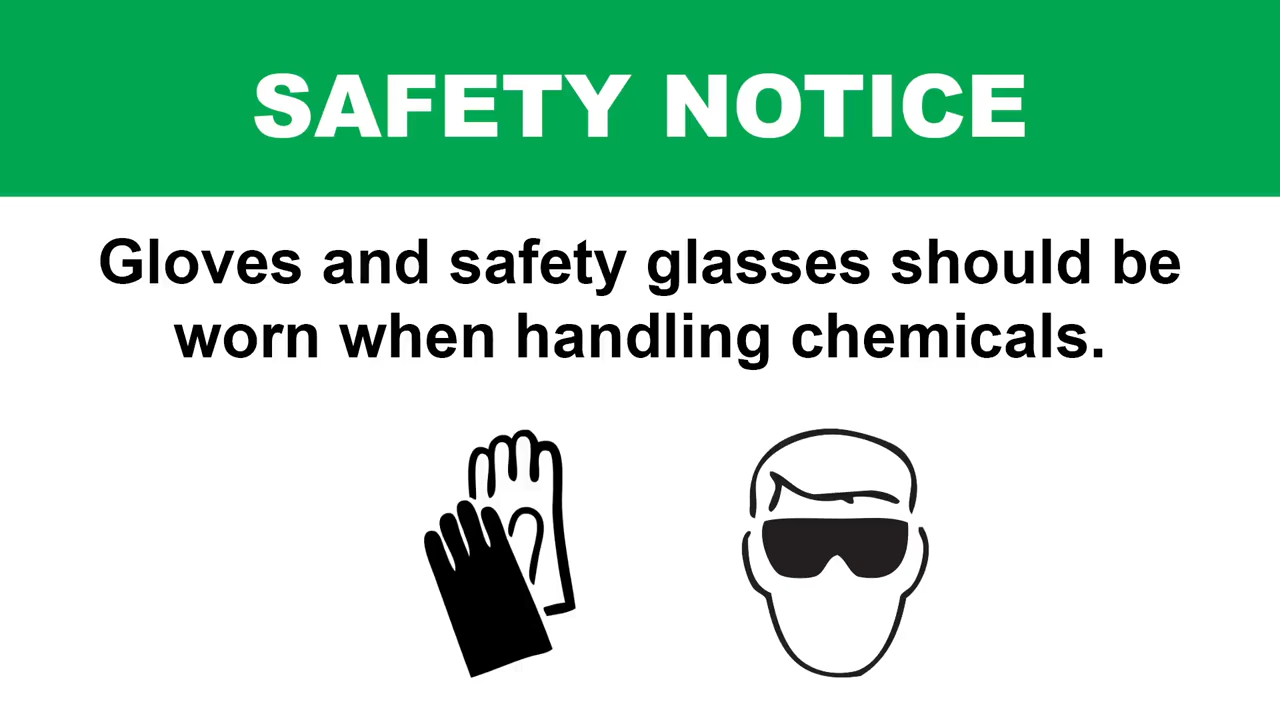 SAFETY NOTICE
Gloves and safety glasses should be
worn when handling chemicals.